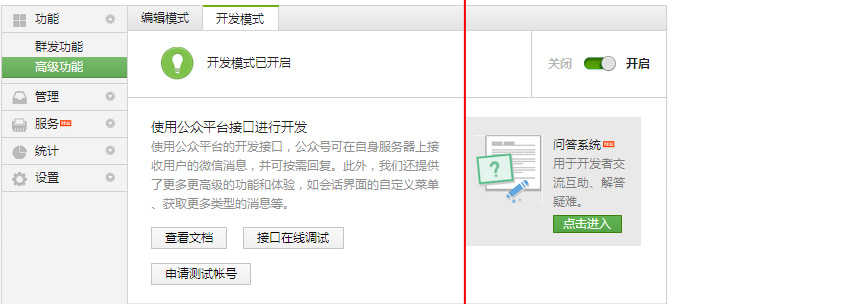 功能
群发功能
高级功能
管理
服务
统计
设置
编辑模式
开发模式
开发模式已开启
关闭
开启
使用公众平台接口进行开发
使用公众平台的开发接口，公众号可在自身服务器上接
收用户的微信消息，并可按需回复。此外，我们还提供
了更多更高级的功能和体验，如会话界面的自定义菜单
、获取更多类型的消息等。
查看文档
接口在线调试
申请测试帐号
问答系统
用于开发者交
流互助、解答
疑难。
点击进入